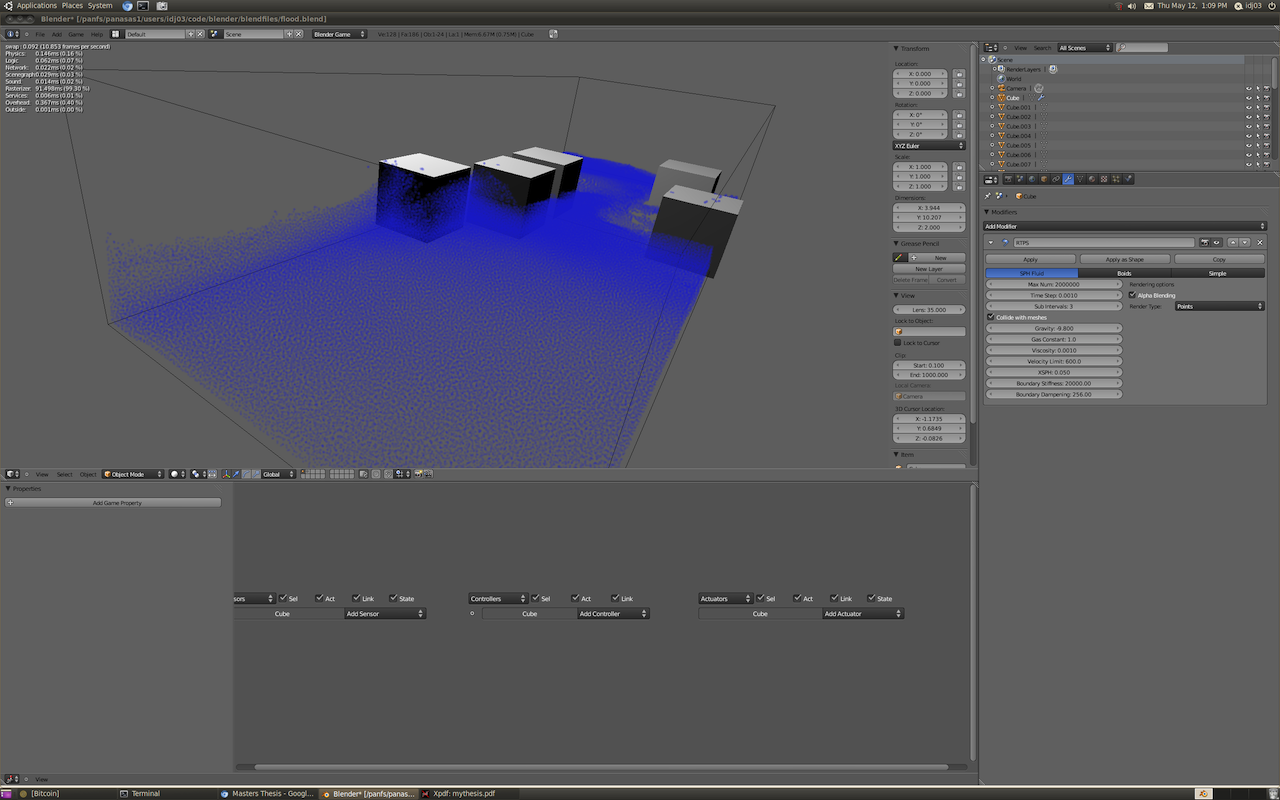 Applications Places System
Thu May 12, 1:09 PM idj03
Blender* [/panfs/panasas1/users/idj03/code/blender/blendfiles/flood.blend]
File Add Game Help Default Scene Blender Game Ve:128 | Fa:108 | Ob:1-24 | La:1 | Mem:6.67M (0.75M) | Cube
View Search All Scenes
swap : 0.092 (10.853 frames per second)
Physics: 0.146ms (0.16 %)
Logic: 0.062ms (0.07 %)
Network: 0.022ms (0.02 %)
Scenegraph: 0.029ms (0.03 %)
Sound: 0.014ms (0.02 %)
Rasterizer: 91.498ms (99.30 %)
Services: 0.006ms (0.01 %)
Overhead: 0.367ms (0.40 %)
Outside: 0.001ms (0.00 %)
Transform
Location:
X: 0.000
Y: 0.000
Z: 0.000
Rotation:
X: 0°
Y: 0°
Z: 0°
XYZ Euler
Scale:
X: 1.000
Y: 1.000
Z: 1.000
Dimensions:
X: 3.944
Y: 10.207
Z: 2.000
Grease Pencil
New
New Layer
Delete Frame Convert
View
Lens: 35.000
Lock to Object:
Lock to Cursor
Clip:
Start: 0.100
End: 1000.000
Local Camera:
Camera
3D Cursor Location:
X: -1.1735
Y: 0.6849
Z: -0.0826
Item
Scene
RenderLayers
World
Camera
Cube
Cube.001
Cube.002
Cube.003
Cube.004
Cube.005
Cube.006
Cube.007
Cube
Modifiers
Add Modifier
RTPS
Apply Apply as Shape Copy
SPH Fluid Boids Simple
Max Num: 2000000 Rendering options
Time Step: 0.0010 Alpha Blending
Sub Intervals: 3 Render Type: Points
Collide with meshes
Gravity: -9.800
Gas Constant: 1.0
Viscosity: 0.0010
Velocity Limit: 600.0
XSPH: 0.050
Boundary Stiffness: 20000.00
Boundary Dampening: 256.00
View Select Object Object Mode Global
Properties
Add Game Property
sors Sel Act Link State Controllers Sel Act Link Actuators Sel Act Link State
Cube Add Sensor Cube Add Controller Cube Add Actuator
View
[Bitcoin] Terminal Masters Thesis - Googl... Blender* [/panfs/panas... Xpdf: mythesis.pdf